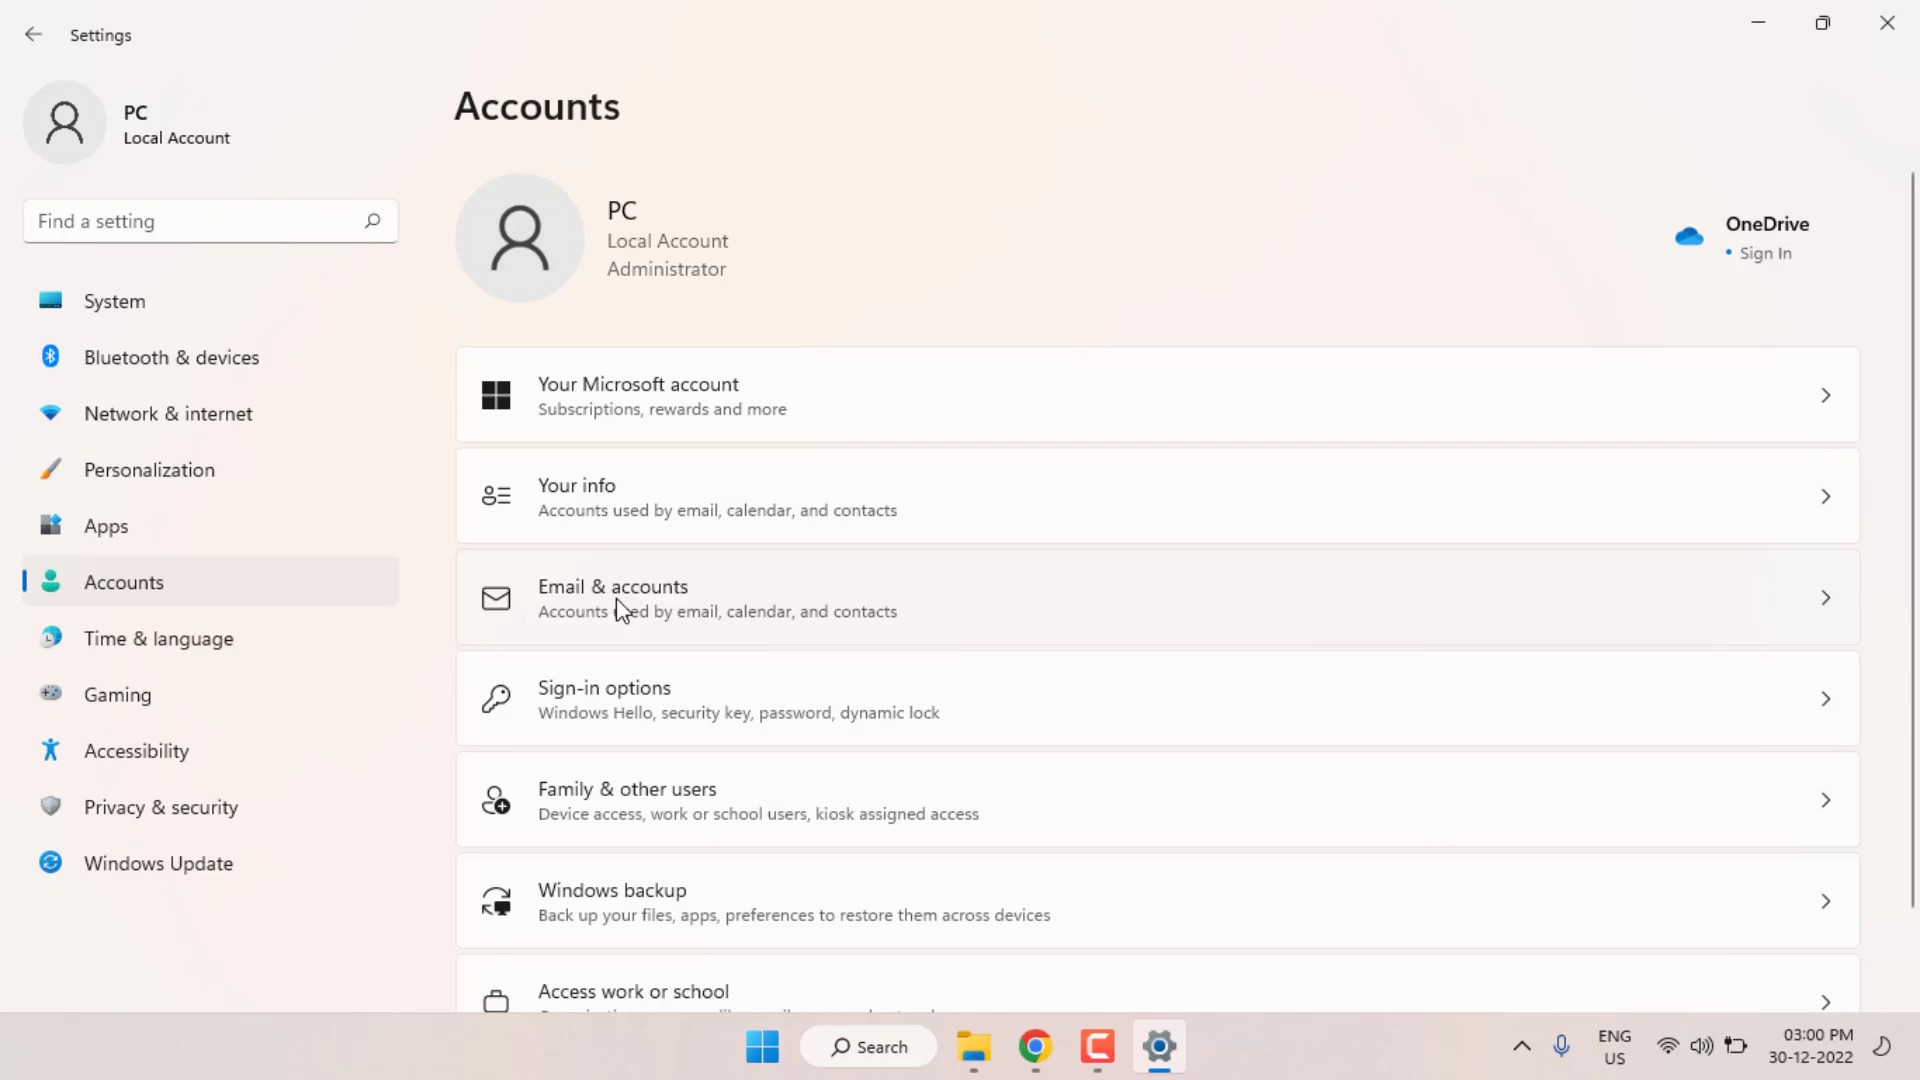 Settings
PC
Local Account
Find a setting
System
Bluetooth & devices
Network & internet
Personalization
Apps
Accounts
Time & language
Gaming
Accessibility
Privacy & security
Windows Update
Accounts
PC
Local Account
Administrator
OneDrive
• Sign In
Your Microsoft account
Subscriptions, rewards and more
Your info
Accounts used by email, calendar, and contacts
Email & accounts
Accounts used by email, calendar, and contacts
Sign-in options
Windows Hello, security key, password, dynamic lock
Family & other users
Device access, work or school users, kiosk assigned access
Windows backup
Back up your files, apps, preferences to restore them across devices
Access work or school
Search
ENG
US
03:00 PM
30-12-2022